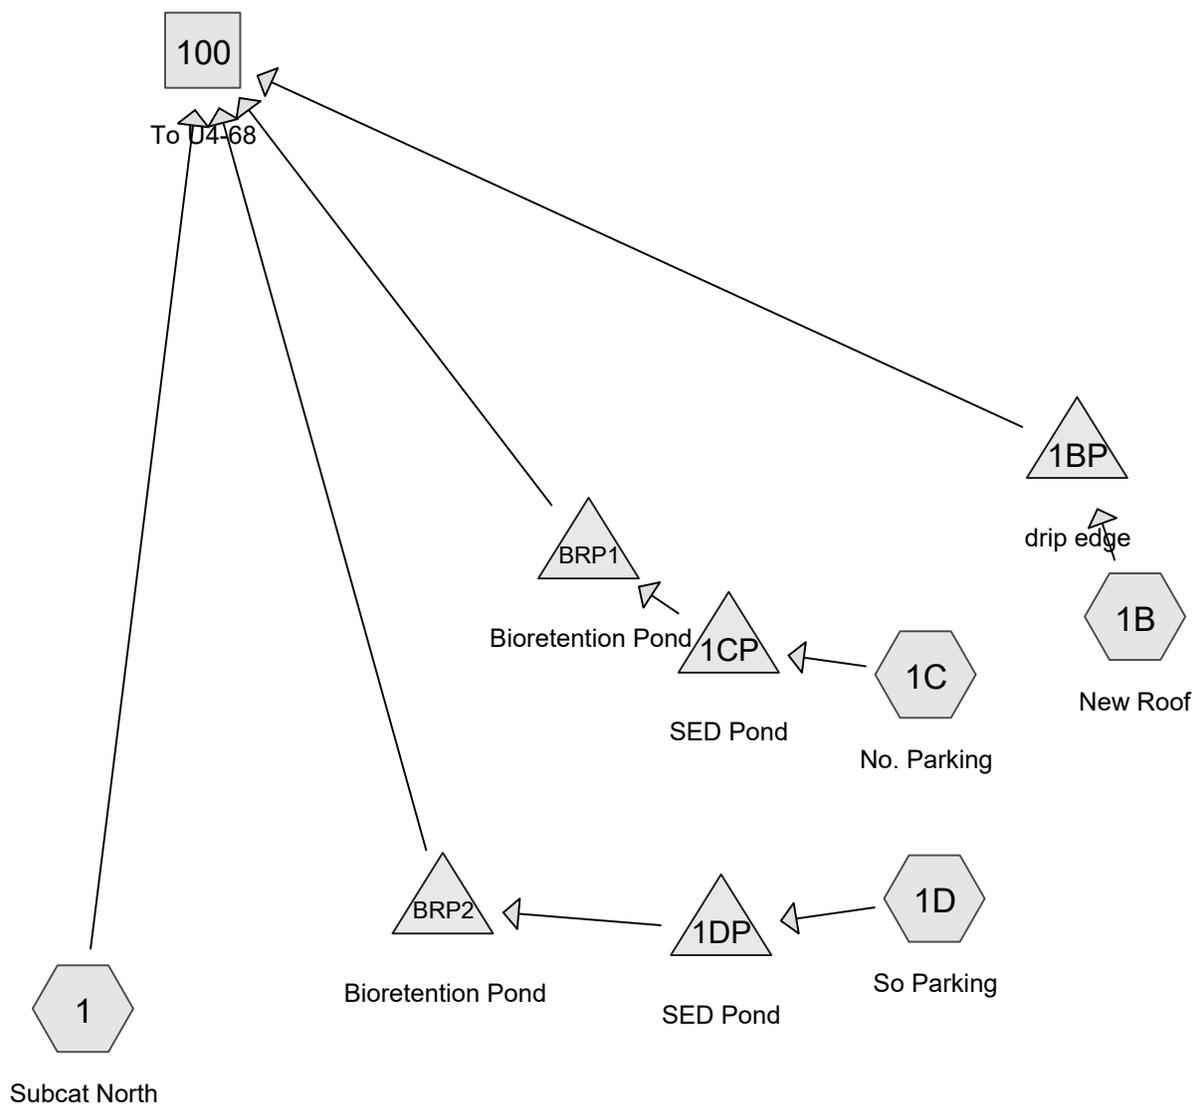 100
To U4-68
1BP
drip edge
BRP1
Bioretention Pond
1CP
SED Pond
1C
No. Parking
1B
New Roof
BRP2
Bioretention Pond
1DP
SED Pond
1D
So Parking
1
Subcat North